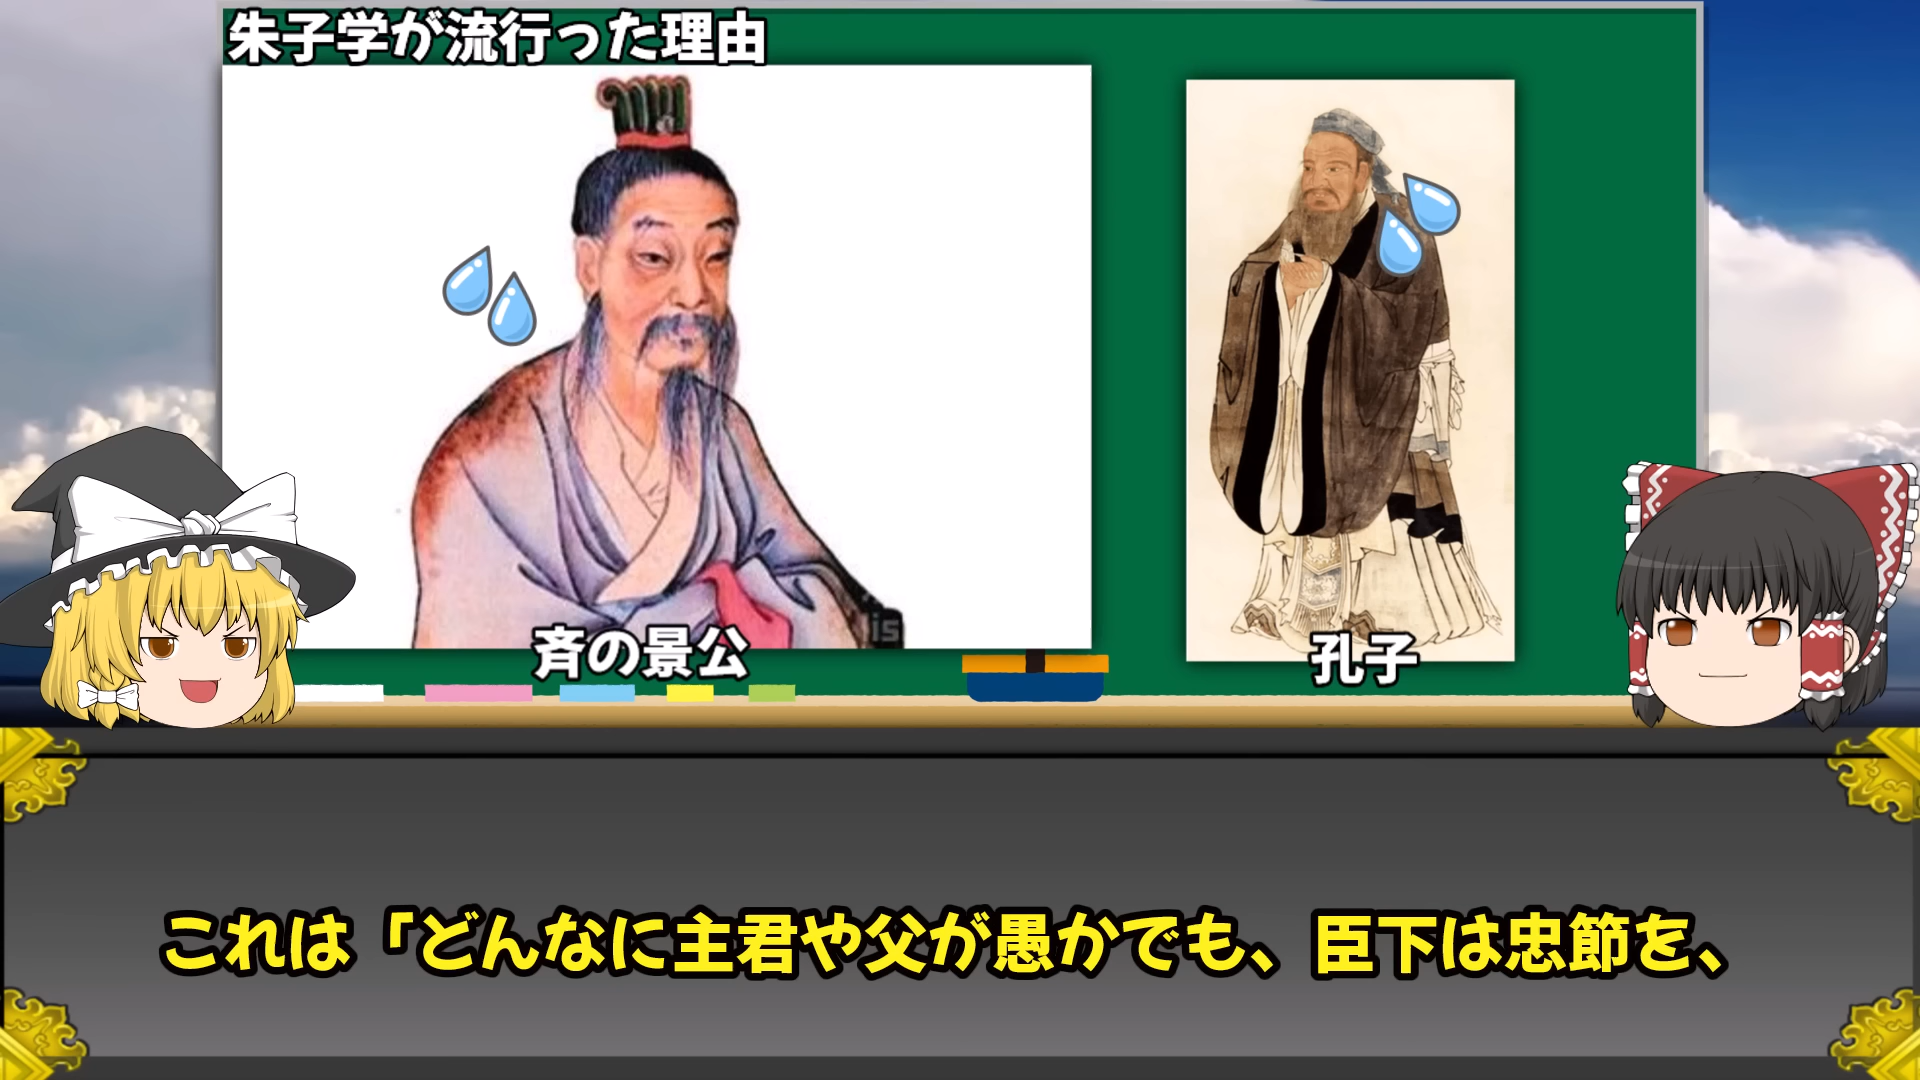 朱子学が流行った理由
is
斉の景公
孔子
これは「どんなに主君や父が愚かでも、臣下は忠節を、